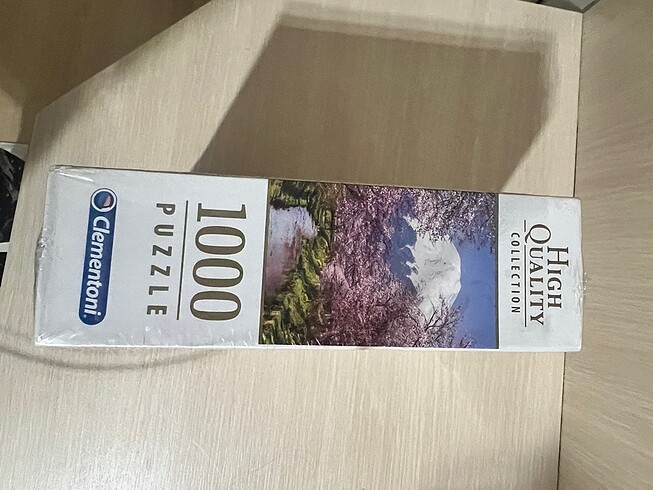 HIGH
QUALITY
COLLECTION
1000
PUZZLE
Clementoni